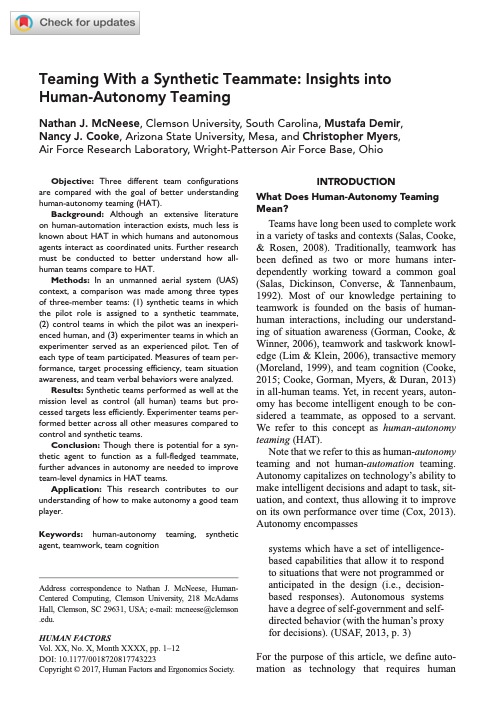 Check for updates
Teaming With a Synthetic Teammate: Insights into
Human-Autonomy Teaming
Nathan J. McNeese, Clemson University, South Carolina, Mustafa Demir,
Nancy J. Cooke, Arizona State University, Mesa, and Christopher Myers,
Air Force Research Laboratory, Wright-Patterson Air Force Base, Ohio
Objective: Three different team configurations
are compared with the goal of better understanding
human-autonomy teaming (HAT).
Background: Although an extensive literature
on human-automation interaction exists, much less is
known about HAT in which humans and autonomous
agents interact as coordinated units. Further research
must be conducted to better understand how all-
human teams compare to HAT.
Methods: In an unmanned aerial system (UAS)
context, a comparison was made among three types
of three-member teams: (1) synthetic teams in which
the pilot role is assigned to a synthetic teammate,
(2) control teams in which the pilot was an inexperi-
enced human, and (3) experimenter teams in which an
experimenter served as an experienced pilot. Ten of
each type of team participated. Measures of team per-
formance, target processing efficiency, team situation
awareness, and team verbal behaviors were analyzed.
Results: Synthetic teams performed as well at the
mission level as control (all human) teams but pro-
cessed targets less efficiently. Experimenter teams per-
formed better across all other measures compared to
control and synthetic teams.
Conclusion: Though there is potential for a syn-
thetic agent to function as a full-fledged teammate,
further advances in autonomy are needed to improve
team-level dynamics in HAT teams.
Application: This research contributes to our
understanding of how to make autonomy a good team
player.
Keywords: human-autonomy teaming, synthetic
agent, teamwork, team cognition
Address correspondence to Nathan J. McNeese, Human-
Centered Computing, Clemson University, 218 McAdams
Hall, Clemson, SC 29631, USA; e-mail: mcneese@clemson
.edu.
HUMAN FACTORS
Vol. XX, No. X, Month XXXX, pp. 1–12
DOI: 10.1177/0018720817743223
Copyright © 2017, Human Factors and Ergonomics Society.
INTRODUCTION
What Does Human-Autonomy Teaming
Mean?
Teams have long been used to complete work
in a variety of tasks and contexts (Salas, Cooke,
& Rosen, 2008). Traditionally, teamwork has
been defined as two or more humans inter-
dependently working toward a common goal
(Salas, Dickinson, Converse, & Tannenbaum,
1992). Most of our knowledge pertaining to
teamwork is founded on the basis of human-
human interactions, including our understand-
ing of situation awareness (Gorman, Cooke, &
Winner, 2006), teamwork and taskwork knowl-
edge (Lim & Klein, 2006), transactive memory
(Moreland, 1999), and team cognition (Cooke,
2015; Cooke, Gorman, Myers, & Duran, 2013)
in all-human teams. Yet, in recent years, auton-
omy has become intelligent enough to be con-
sidered a teammate, as opposed to a servant.
We refer to this concept as human-autonomy
teaming (HAT).
Note that we refer to this as human-autonomy
teaming and not human-automation teaming.
Autonomy capitalizes on technology's ability to
make intelligent decisions and adapt to task, sit-
uation, and context, thus allowing it to improve
on its own performance over time (Cox, 2013).
Autonomy encompasses
systems which have a set of intelligence-
based capabilities that allow it to respond
to situations that were not programmed or
anticipated in the design (i.e., decision-
based responses). Autonomous systems
have a degree of self-government and self-
directed behavior (with the human's proxy
for decisions). (USAF, 2013, p. 3)
For the purpose of this article, we define auto-
mation as technology that requires human